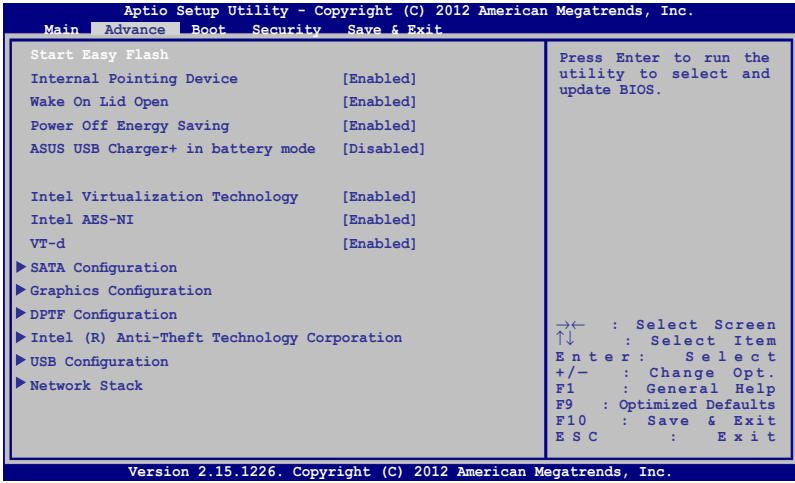 Aptio Setup Utility - Copyright (C) 2012 American Megatrends, Inc.
Main Advance Boot Security Save & Exit
Start Easy Flash
Internal Pointing Device [Enabled]
Wake On Lid Open [Enabled]
Power Off Energy Saving [Enabled]
ASUS USB Charger+ in battery mode [Disabled]
Intel Virtualization Technology [Enabled]
Intel AES-NI [Enabled]
VT-d [Enabled]
SATA Configuration
Graphics Configuration
DPTF Configuration
Intel (R) Anti-Theft Technology Corporation
USB Configuration
Network Stack
Press Enter to run the
utility to select and
update BIOS.
→← : Select Screen
↑↓ : Select Item
Enter: Select
+/— : Change Opt.
F1 : General Help
F9 : Optimized Defaults
F10 : Save & Exit
ESC : Exit
Version 2.15.1226. Copyright (C) 2012 American Megatrends, Inc.